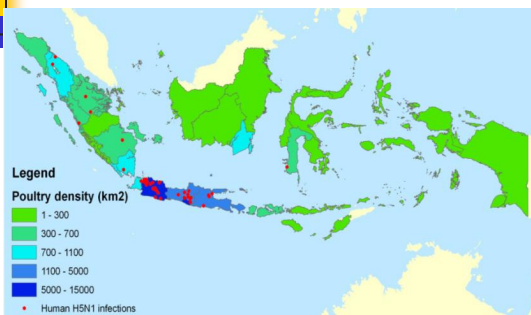 Legend
Poultry density (km2)
1 - 300
300 - 700
700 - 1100
1100 - 5000
5000 - 15000
Human H5N1 infections